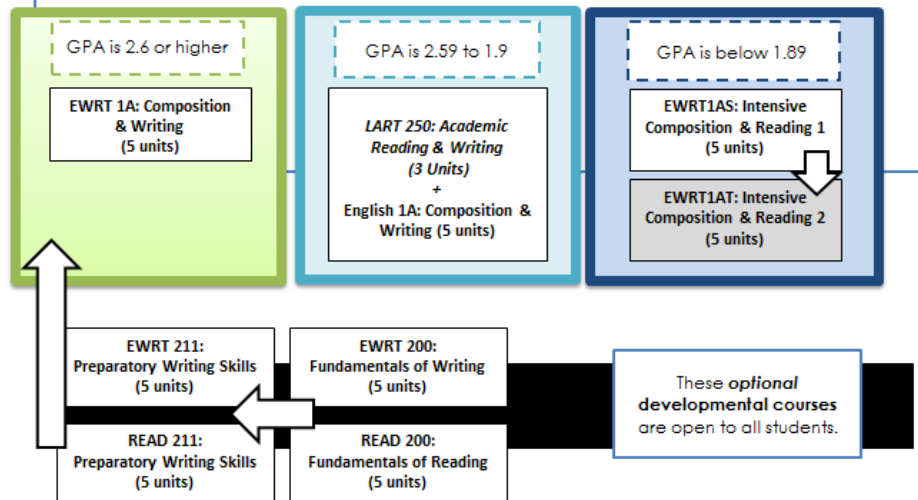 GPA is 2.6 or higher
EWRT 1A: Composition
& Writing
(5 units)
GPA is 2.59 to 1.9
LART 250: Academic
Reading & Writing
(3 Units)
+
English 1A: Composition &
Writing (5 units)
GPA is below 1.89
EWRT1AS: Intensive
Composition & Reading 1
(5 units)
EWRT1AT: Intensive
Composition & Reading 2
(5 units)
EWRT 211:
Preparatory Writing Skills
(5 units)
EWRT 200:
Fundamentals of Writing
(5 units)
READ 211:
Preparatory Writing Skills
(5 units)
READ 200:
Fundamentals of Reading
(5 units)
These optional
developmental courses
are open to all students.